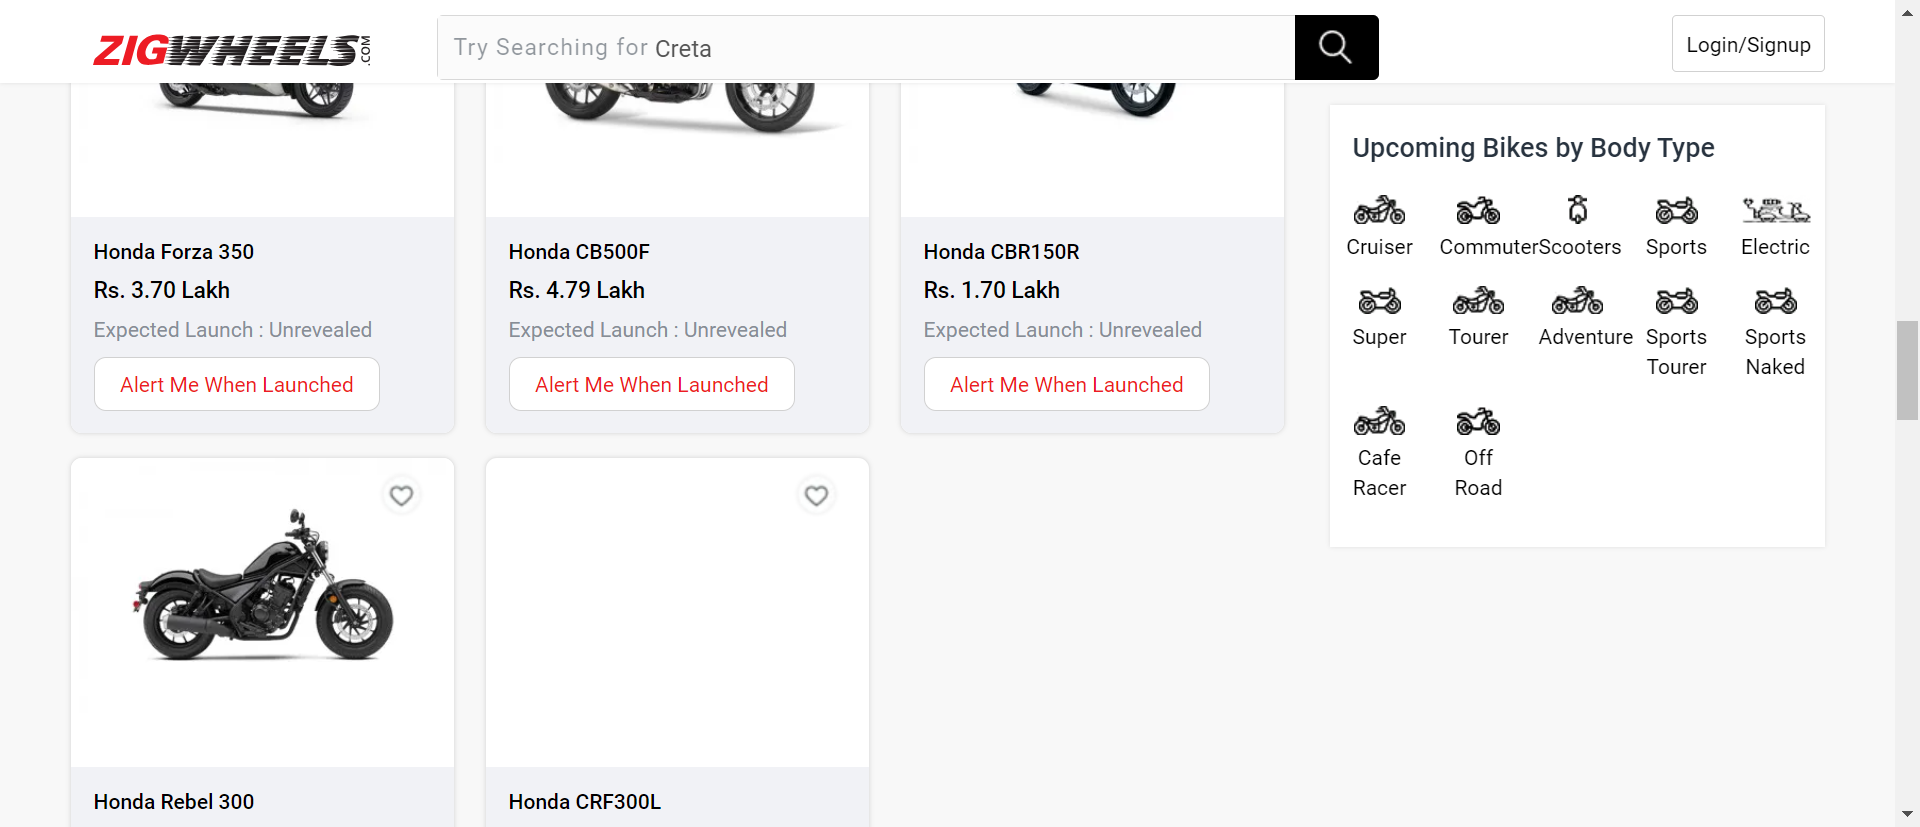 ZIGWHEELS.COM
Try Searching for Creta
Login/Signup
Honda Forza 350
Rs. 3.70 Lakh
Expected Launch : Unrevealed
Alert Me When Launched
Honda CB500F
Rs. 4.79 Lakh
Expected Launch : Unrevealed
Alert Me When Launched
Honda CBR150R
Rs. 1.70 Lakh
Expected Launch : Unrevealed
Alert Me When Launched
Honda Rebel 300
Honda CRF300L
Upcoming Bikes by Body Type
Cruiser
Commuter
Scooters
Sports
Electric
Super
Tourer
Adventure
Sports
Tourer
Sports
Naked
Cafe
Racer
Off
Road